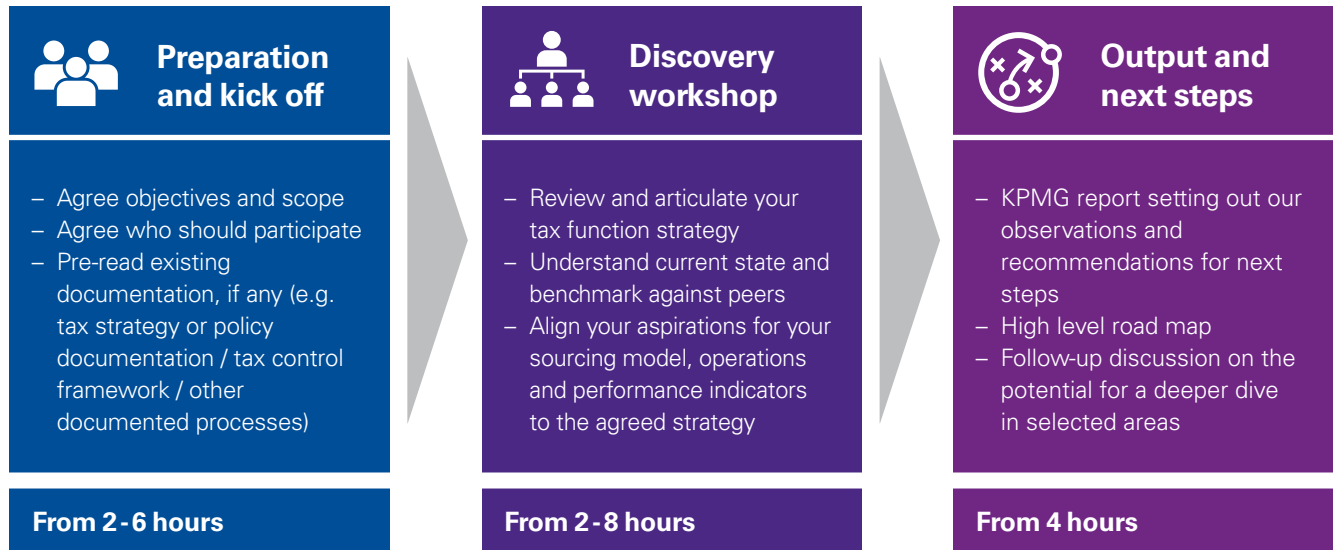 Preparation
and kick off
– Agree objectives and scope
– Agree who should participate
– Pre-read existing
documentation, if any (e.g.
tax strategy or policy
documentation / tax control
framework / other
documented processes)
From 2-6 hours
Discovery
workshop
– Review and articulate your
tax function strategy
– Understand current state and
benchmark against peers
– Align your aspirations for your
sourcing model, operations
and performance indicators
to the agreed strategy
From 2-8 hours
Output and
next steps
– KPMG report setting out our
observations and
recommendations for next
steps
– High level road map
– Follow-up discussion on the
potential for a deeper dive
in selected areas
From 4 hours